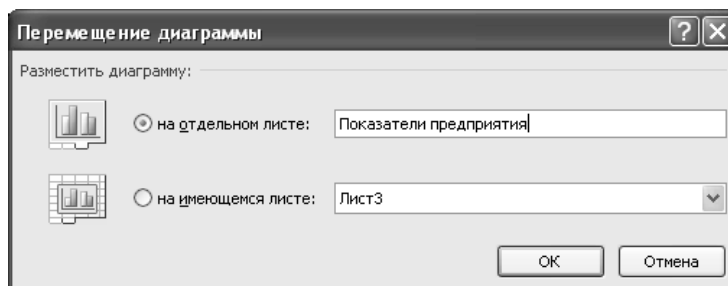 Перемещение диаграммы
Разместить диаграмму:
на отдельном листе: Показатели предприятия
на имеющемся листе: Лист3
ОК Отмена